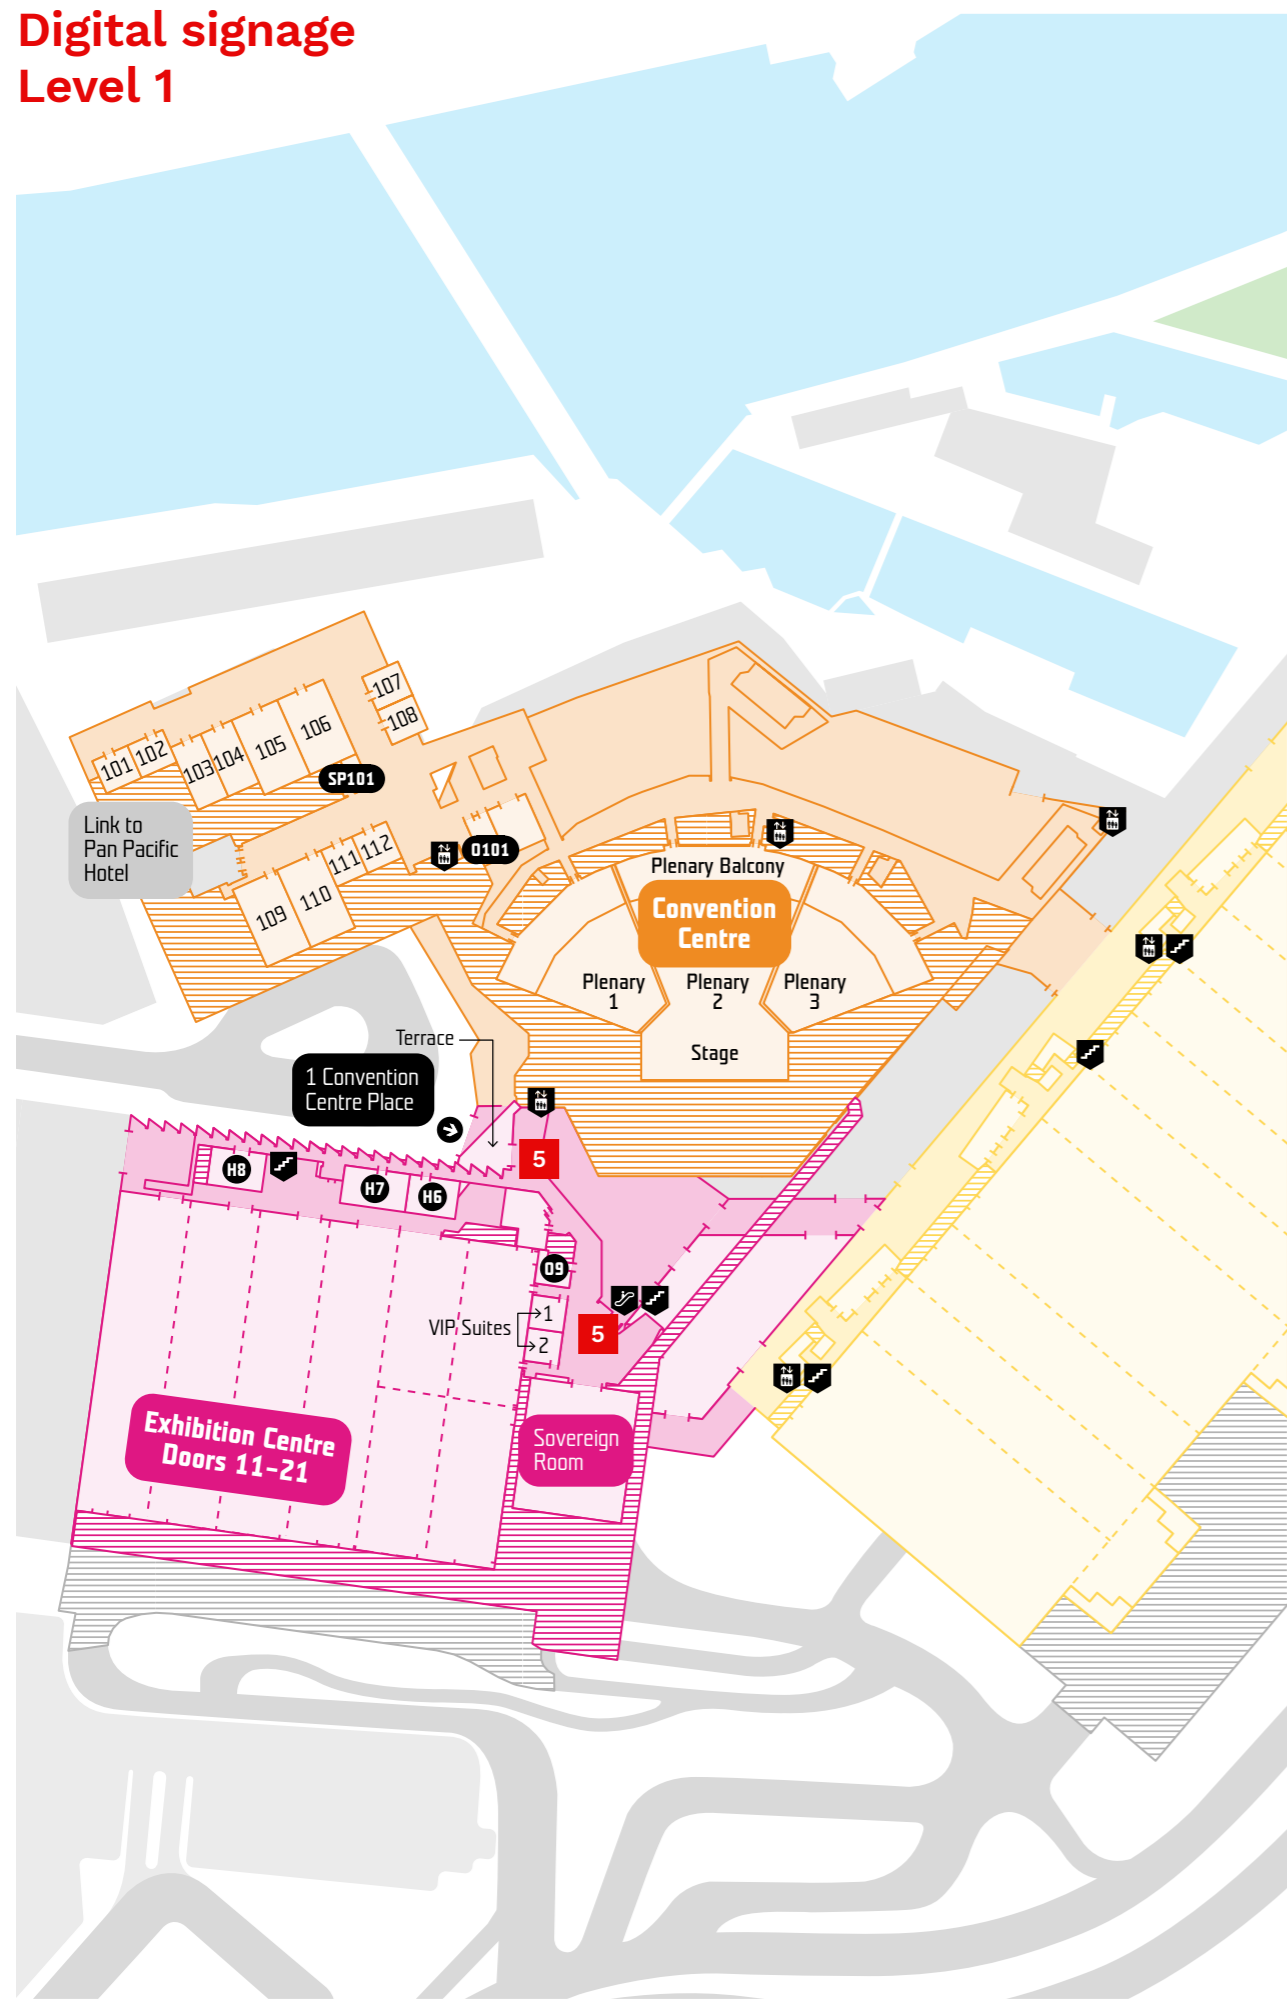 Digital signage
Level 1
107
108
106
105
104
103
102
101
SP101
Link to
Pan Pacific
Hotel
112
111
110
109
O101
Plenary Balcony
Convention
Centre
Plenary
1
Plenary
2
Plenary
3
Stage
Terrace
1 Convention
Centre Place
5
H8
H7
H6
O9
VIP Suites
1
2
5
Exhibition Centre
Doors 11-21
Sovereign
Room